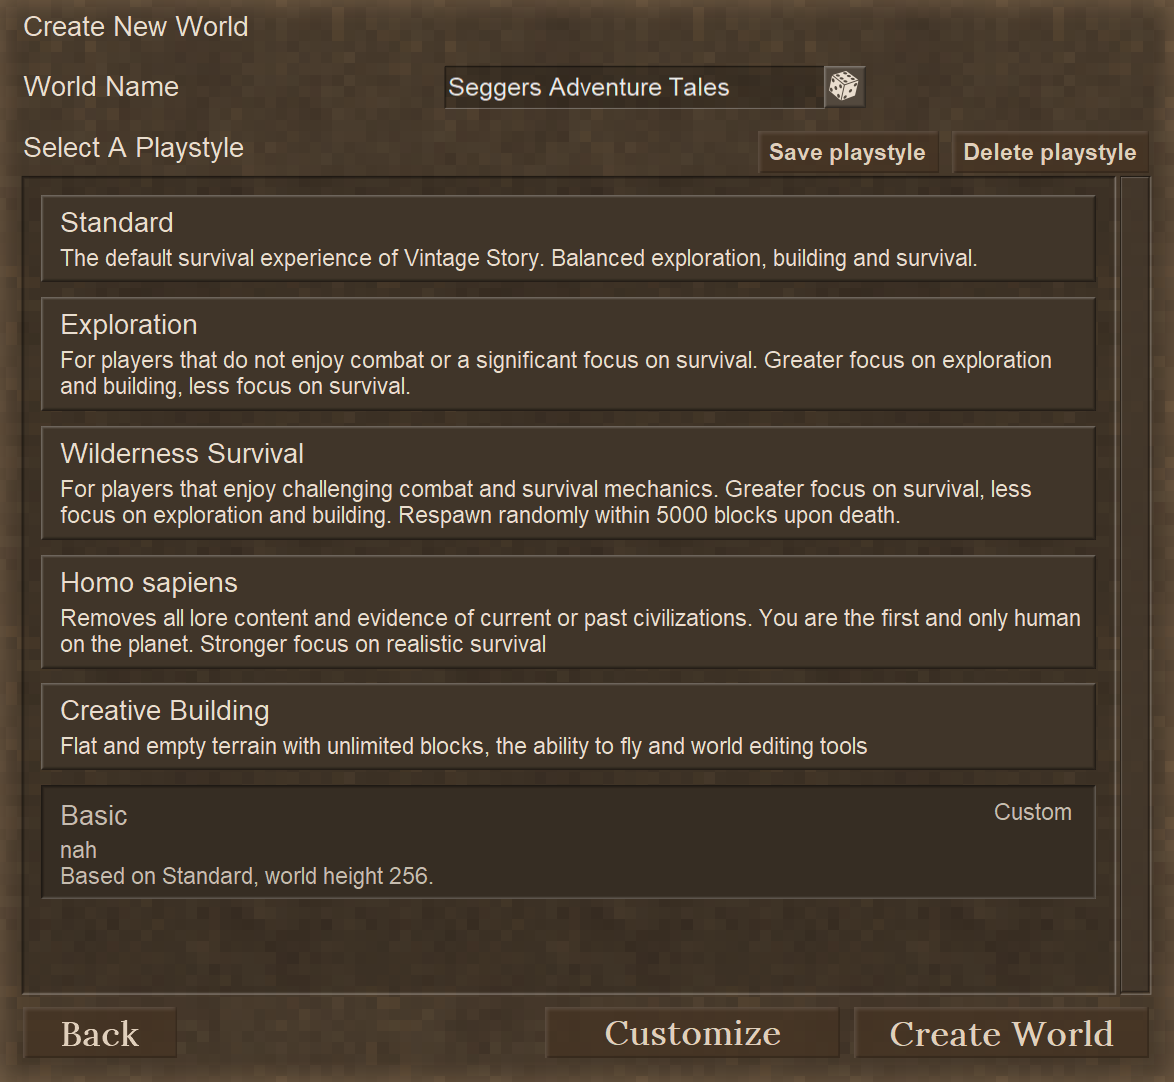 Create New World
World Name
Seggers Adventure Tales
Select A Playstyle
Save playstyle
Delete playstyle
Standard
The default survival experience of Vintage Story. Balanced exploration, building and survival.
Exploration
For players that do not enjoy combat or a significant focus on survival. Greater focus on exploration
and building, less focus on survival.
Wilderness Survival
For players that enjoy challenging combat and survival mechanics. Greater focus on survival, less
focus on exploration and building. Respawn randomly within 5000 blocks upon death.
Homo sapiens
Removes all lore content and evidence of current or past civilizations. You are the first and only human
on the planet. Stronger focus on realistic survival
Creative Building
Flat and empty terrain with unlimited blocks, the ability to fly and world editing tools
Basic
Custom
nah
Based on Standard, world height 256.
Back
Customize
Create World